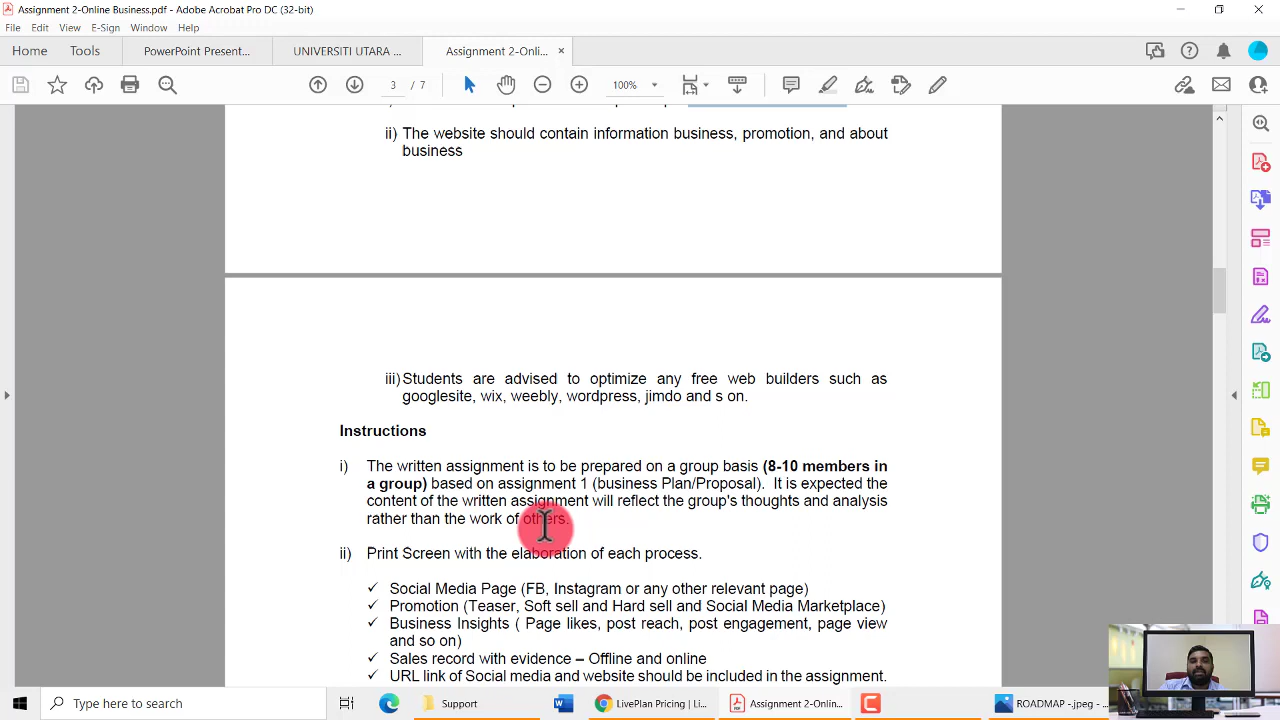 Assignment 2-Online Business.pdf - Adobe Acrobat Pro DC (32-bit)
File Edit View E-Sign Window Help
Home Tools PowerPoint Present... UNIVERSITI UTARA ... Assignment 2-Onli... ×
3 / 7 100%
ii) The website should contain information business, promotion, and about
business
iii) Students are advised to optimize any free web builders such as
googlesite, wix, weebly, wordpress, jimdo and s on.
Instructions
i) The written assignment is to be prepared on a group basis (8-10 members in
a group) based on assignment 1 (business Plan/Proposal). It is expected the
content of the written assignment will reflect the group's thoughts and analysis
rather than the work of others.
ii) Print Screen with the elaboration of each process.
✓ Social Media Page (FB, Instagram or any other relevant page)
✓ Promotion (Teaser, Soft sell and Hard sell and Social Media Marketplace)
✓ Business Insights ( Page likes, post reach, post engagement, page view
and so on)
✓ Sales record with evidence – Offline and online
✓ URL link of Social media and website should be included in the assignment.
Type here to search LivePlan Pricing | Li... Assignment 2-Onlin... ROADMAP -.jpeg -